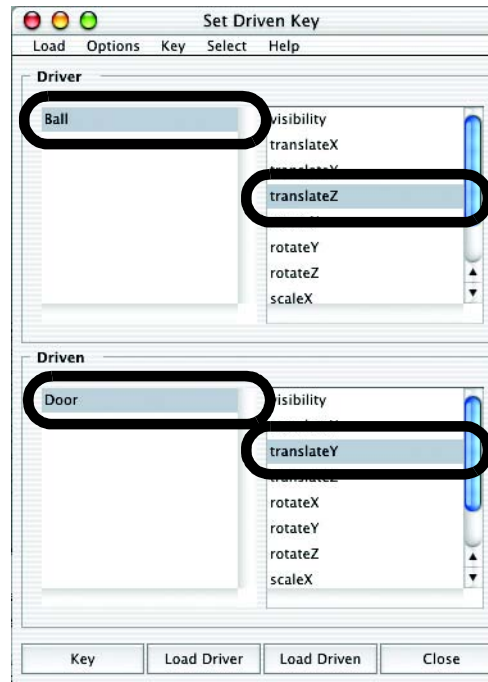 Set Driven Key
Load Options Key Select Help
Driver
Ball
visibility
translateX
translateZ
rotateY
rotateZ
scaleX
Driven
Door
visibility
translateY
rotateX
rotateY
rotateZ
scaleX
Key Load Driver Load Driven Close